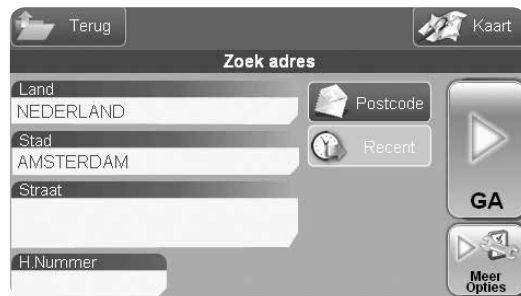 Terug
Kaart
Zoek adres
Land
NEDERLAND
Postcode
Stad
AMSTERDAM
Recent
Straat
GA
H.Nummer
Meer
Opties